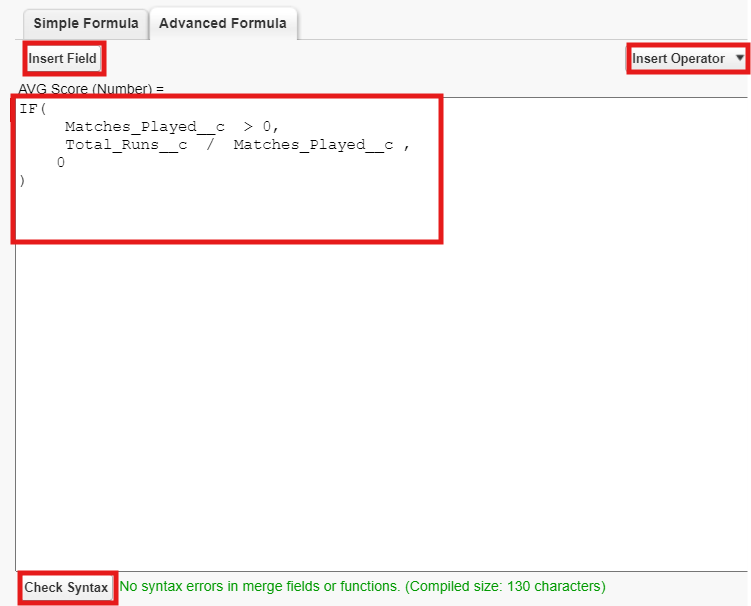 Simple Formula Advanced Formula
Insert Field Insert Operator
AVG Score (Number) =
IF(
Matches_Played__c > 0,
Total_Runs__c / Matches_Played__c ,
0
)
Check Syntax No syntax errors in merge fields or functions. (Compiled size: 130 characters)